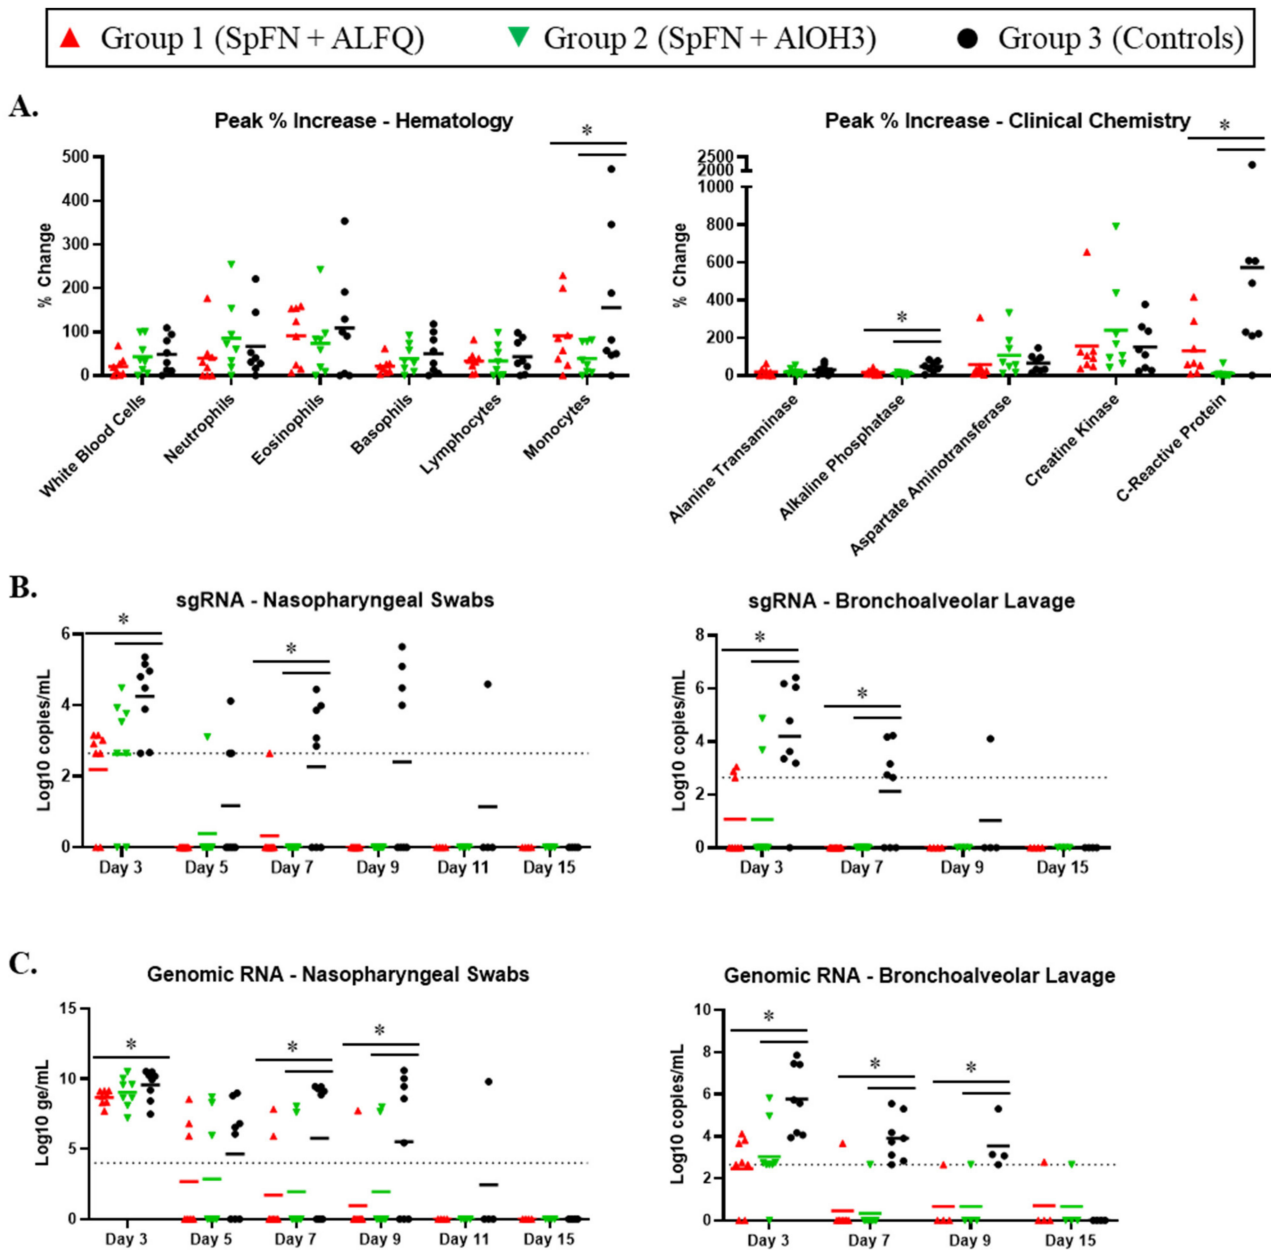 Group 1 (SpFN + ALFQ) Group 2 (SpFN + AlOH3) Group 3 (Controls)
A.
Peak % Increase - Hematology
*
500
400
300
200
100
0
% Change
White Blood Cells
Neutrophils
Eosinophils
Basophils
Lymphocytes
Monocytes
Peak % Increase - Clinical Chemistry
*
*
2500
2000
1000
800
600
400
200
0
% Change
Alanine Transaminase
Alkaline Phosphatase
Aspartate Aminotransferase
Creatine Kinase
C-Reactive Protein
B.
sgRNA - Nasopharyngeal Swabs
* *
6
4
2
0
Log10 copies/mL
Day 3 Day 5 Day 7 Day 9 Day 11 Day 15
sgRNA - Bronchoalveolar Lavage
* *
8
6
4
2
0
Log10 copies/mL
Day 3 Day 7 Day 9 Day 15
C.
Genomic RNA - Nasopharyngeal Swabs
* * *
15
10
5
0
Log10 ge/mL
Day 3 Day 5 Day 7 Day 9 Day 11 Day 15
Genomic RNA - Bronchoalveolar Lavage
* * *
10
8
6
4
2
0
Log10 copies/mL
Day 3 Day 7 Day 9 Day 15